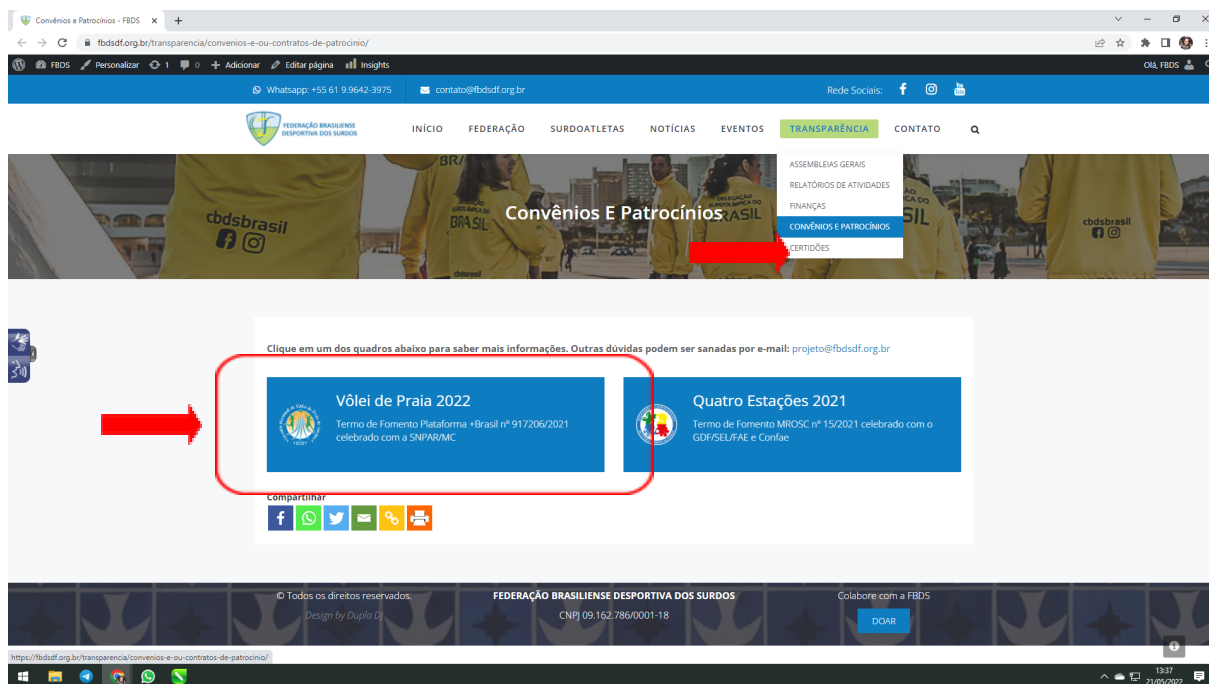 Convênios e Patrocínios - FBDS
fbdsdf.org.br/transparencia/convenios-e-ou-contratos-de-patrocinio/
FBDS Personalizar 1 0 Adicionar Editar página Insights Olá, FBDS
Whatsapp: +55 61 9.9642-3975 contato@fbdsdf.org.br Rede Sociais:
FEDERAÇÃO BRASILIENSE
DESPORTIVA DOS SURDOS
INÍCIO FEDERAÇÃO SURDOATLETAS NOTÍCIAS EVENTOS TRANSPARÊNCIA CONTATO
ASSEMBLEIAS GERAIS
RELATÓRIOS DE ATIVIDADES
FINANÇAS
CONVÊNIOS E PATROCÍNIOS
CERTIDÕES
Convênios E Patrocínios
cbdsbrasil
BRASIL
cbdsbrasil
Clique em um dos quadros abaixo para saber mais informações. Outras dúvidas podem ser sanadas por e-mail: projeto@fbdsdf.org.br
Vôlei de Praia 2022
Termo de Fomento Plataforma +Brasil nº 917206/2021
celebrado com a SNPAR/MC
Quatro Estações 2021
Termo de Fomento MROSC nº 15/2021 celebrado com o
GDF/SEL/FAE e Confae
Compartilhar
© Todos os direitos reservados.
Design by Dupla DJ
FEDERAÇÃO BRASILIENSE DESPORTIVA DOS SURDOS
CNPJ 09.162.786/0001-18
Colabore com a FBDS
DOAR
https://fbdsdf.org.br/transparencia/convenios-e-ou-contratos-de-patrocinio/
13:37
21/05/2022